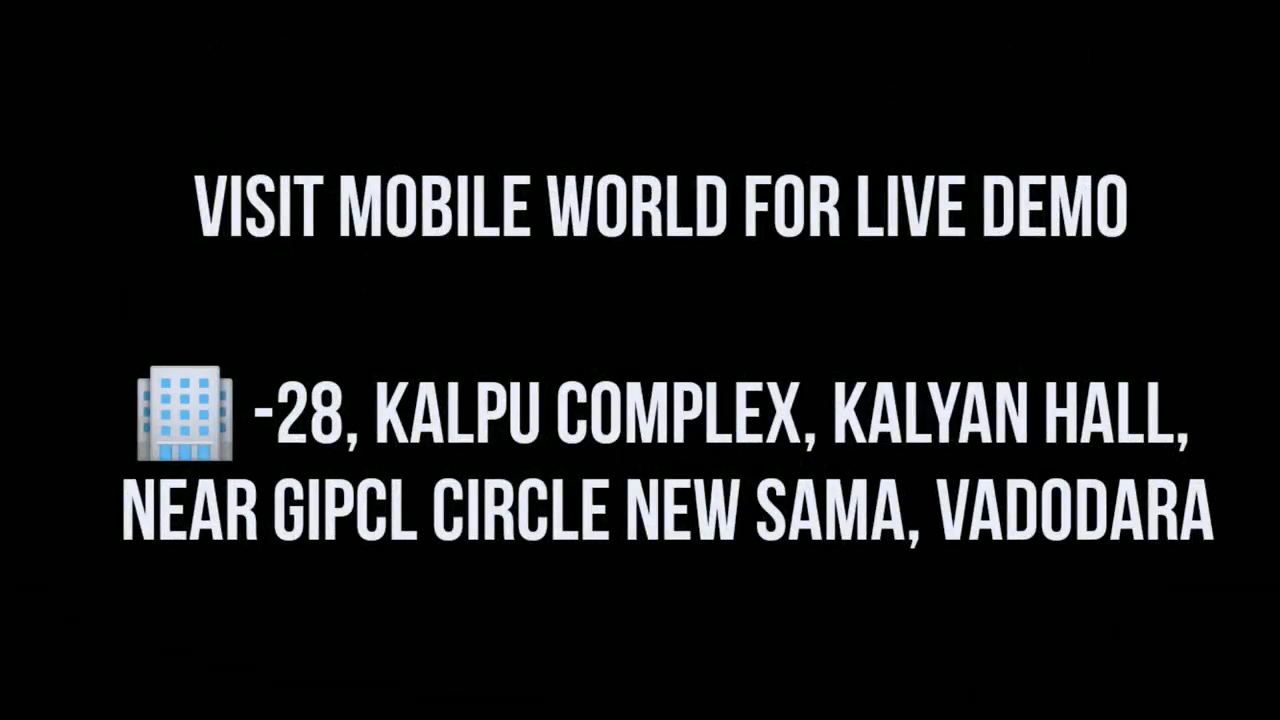 VISIT MOBILE WORLD FOR LIVE DEMO
🏢 -28, KALPU COMPLEX, KALYAN HALL,
NEAR GIPCL CIRCLE NEW SAMA, VADODARA